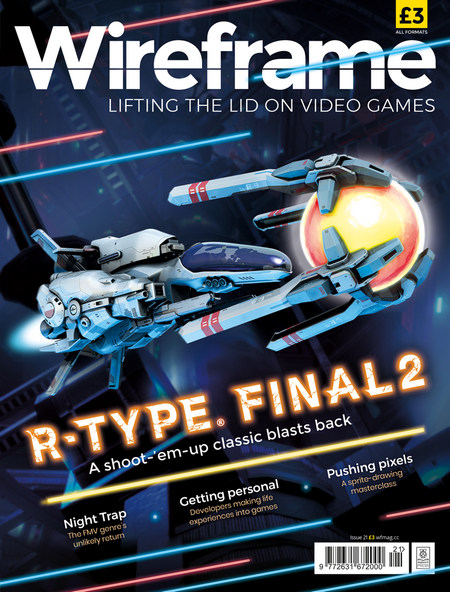 £3
ALL FORMATS
Wireframe
LIFTING THE LID ON VIDEO GAMES
R-TYPE® FINAL 2
A shoot-'em-up classic blasts back
Night Trap
The FMV genre's
unlikely return
Getting personal
Developers making life
experiences into games
Pushing pixels
A sprite-drawing
masterclass
Issue 21 £3 wfmag.cc
21
9 772631 672000